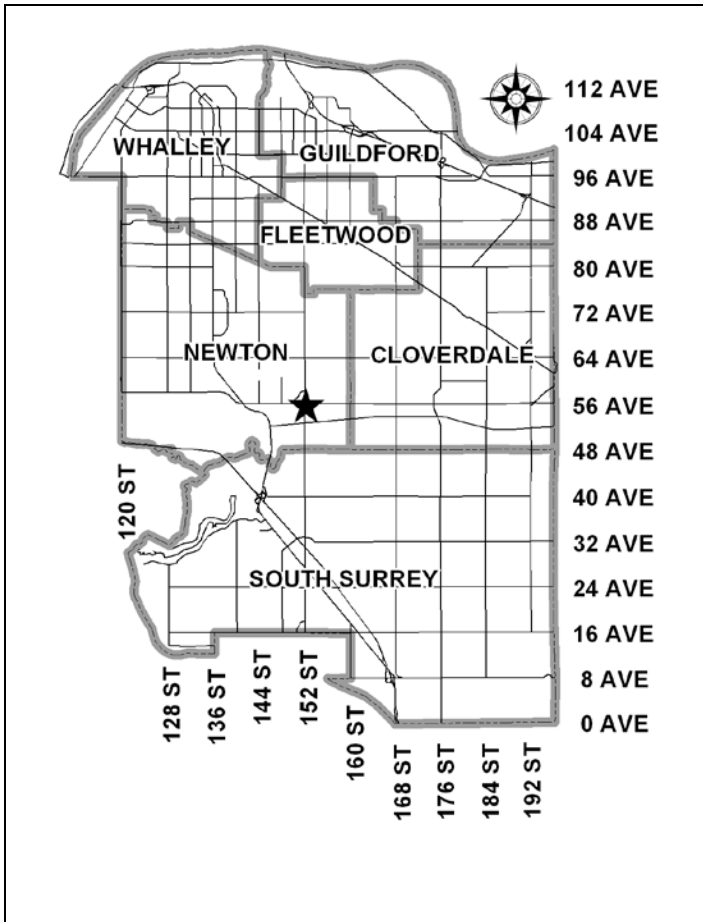 112 AVE
104 AVE
WHALLEY
GUILDFORD
96 AVE
88 AVE
FLEETWOOD
80 AVE
72 AVE
NEWTON
CLOVERDALE
64 AVE
56 AVE
48 AVE
120 ST
40 AVE
32 AVE
SOUTH SURREY
24 AVE
16 AVE
8 AVE
0 AVE
128 ST
136 ST
144 ST
152 ST
160 ST
168 ST
176 ST
184 ST
192 ST